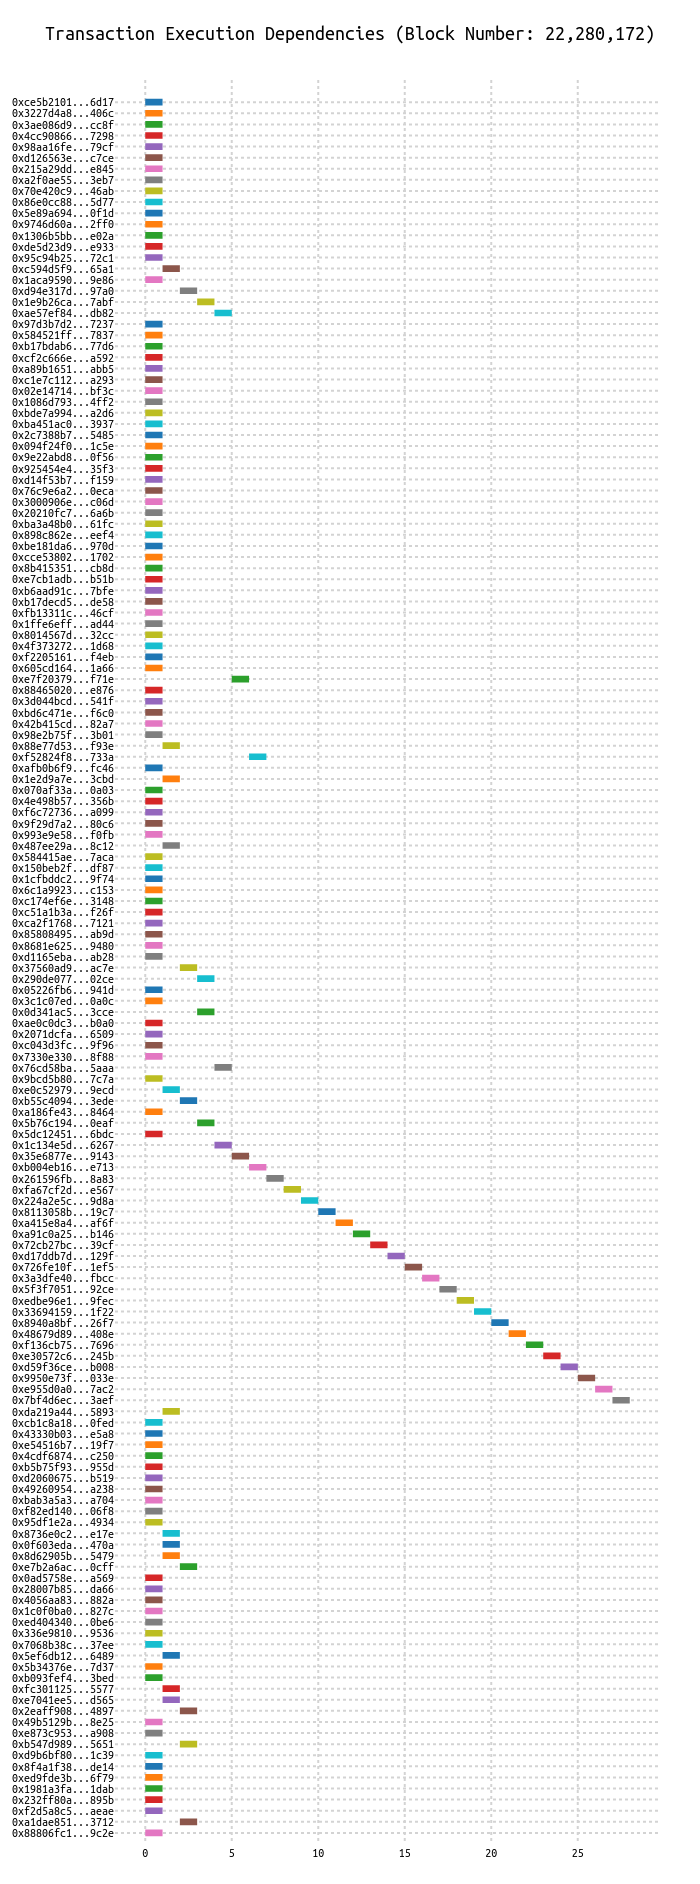 Transaction Execution Dependencies (Block Number: 22,280,172)
0xce5b2101...6d17
0x3227d4a8...406c
0x3ae086d9...cc8f
0x4cc90866...7298
0x98aa16fe...79cf
0xd126563e...c7ce
0x215a29dd...e845
0xa2f0ae55...3eb7
0x70e420c9...46ab
0x86e0cc88...5d77
0x5e89a694...0f1d
0x9746d60a...2ff0
0x1306b5bb...e02a
0xde5d23d9...e933
0x95c94b25...72c1
0xc594d5f9...65a1
0x1aca9590...9e86
0xd94e317d...97a0
0x1e9b26ca...7abf
0xae57ef84...db82
0x97d3b7d2...7237
0x584521ff...7837
0xb17bdab6...77d6
0xcf2c666e...a592
0xa89b1651...abb5
0xc1e7c112...a293
0x02e14714...bf3c
0x1086d793...4ff2
0xbde7a994...a2d6
0xba451ac0...3937
0x2c7388b7...5485
0x094f24f0...1c5e
0x9e22abd8...0f56
0x925454e4...35f3
0xd14f53b7...f159
0x76c9e6a2...0eca
0x3000906e...c06d
0x20210fc7...6a6b
0xba3a48b0...61fc
0x898c862e...eef4
0xbe181da6...970d
0xcce53802...1702
0x8b415351...cb8d
0xe7cb1adb...b51b
0xb6aad91c...7bfe
0xb17decd5...de58
0xfb13311c...46cf
0x1ffe6eff...ad44
0x8014567d...32cc
0x4f373272...1d68
0xf2205161...f4eb
0x605cd164...1a66
0xe7f20379...f71e
0x88465020...e876
0x3d044bcd...541f
0xbd6c471e...f6c0
0x42b415cd...82a7
0x98e2b75f...3b01
0x88e77d53...f93e
0xf52824f8...733a
0xafb0b6f9...fc46
0x1e2d9a7e...3cbd
0x070af33a...0a03
0x4e498b57...356b
0xf6c72736...a099
0x9f29d7a2...80c6
0x993e9e58...f0fb
0x487ee29a...8c12
0x584415ae...7aca
0x150beb2f...df87
0x1cfbddc2...9f74
0x6c1a9923...c153
0xc174ef6e...3148
0xc51a1b3a...f26f
0xca2f1768...7121
0x85808495...ab9d
0x8681e625...9480
0xd1165eba...ab28
0x37560ad9...ac7e
0x290de077...02ce
0x05226fb6...941d
0x3c1c07ed...0a0c
0x0d341ac5...3cce
0xae0c0dc3...b0a0
0x2071dcfa...6509
0xc043d3fc...9f96
0x7330e330...8f88
0x76cd58ba...5aaa
0x9bcd5b80...7c7a
0xe0c52979...9ecd
0xb55c4094...3ede
0xa186fe43...8464
0x5b76c194...0eaf
0x5dc12451...6bdc
0x1c134e5d...6267
0x35e6877e...9143
0xb004eb16...e713
0x261596fb...8a83
0xfa67cf2d...e567
0x224a2e5c...9d8a
0x8113058b...19c7
0xa415e8a4...af6f
0xa91c0a25...b146
0x72cb27bc...39cf
0xd17ddb7d...129f
0x726fe10f...1ef5
0x3a3dfe40...fbcc
0x5f3f7051...92ce
0xedbe96e1...9fec
0x33694159...1f22
0x8940a8bf...26f7
0x48679d89...408e
0xf136cb75...7696
0xe30572c6...245b
0xd59f36ce...b008
0x9950e73f...033e
0xe955d0a0...7ac2
0x7bf4d6ec...3aef
0xda219a44...5893
0xcb1c8a18...0fed
0x43330b03...e5a8
0xe54516b7...19f7
0x4cdf6874...c250
0xb5b75f93...955d
0xd2060675...b519
0x49260954...a238
0xbab3a5a3...a704
0xf82ed140...06f8
0x95df1e2a...4934
0x8736e0c2...e17e
0x0f603eda...470a
0x8d62905b...5479
0xe7b2a6ac...0cff
0x0ad5758e...a569
0x28007b85...da66
0x4056aa83...882a
0x1c0f0ba0...827c
0xed404340...0be6
0x336e9810...9536
0x7068b38c...37ee
0x5ef6db12...6489
0x5b34376e...7d37
0xb093fef4...3bed
0xfc301125...5577
0xe7041ee5...d565
0x2eaff908...4897
0x49b5129b...8e25
0xe873c953...a908
0xb547d989...5651
0xd9b6bf80...1c39
0x8f4a1f38...de14
0xed9fde3b...6f79
0x1981a3fa...1dab
0x232ff80a...895b
0xf2d5a8c5...aeae
0xa1dae851...3712
0x88806fc1...9c2e
0 5 10 15 20 25